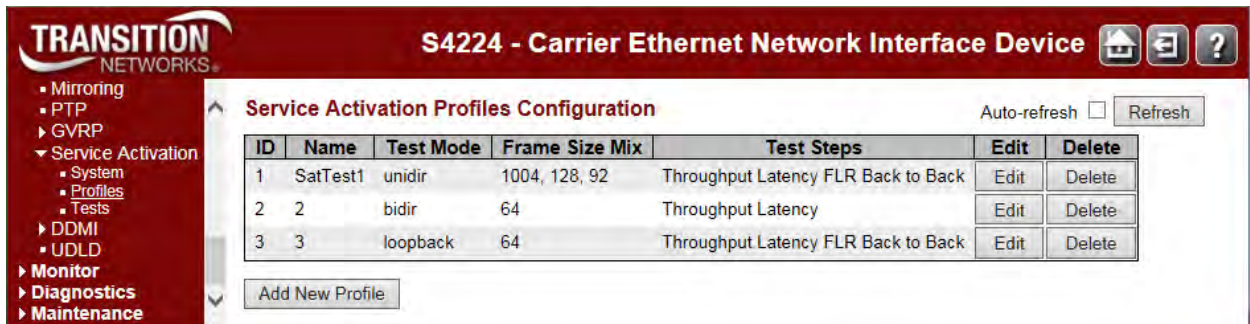 TRANSITION
NETWORKS®
S4224 - Carrier Ethernet Network Interface Device ?
Mirroring
PTP
GVRP
Service Activation
System
Profiles
Tests
DDMI
UDLD
Monitor
Diagnostics
Maintenance
Service Activation Profiles Configuration
Auto-refresh Refresh
ID Name Test Mode Frame Size Mix Test Steps Edit Delete
1 SatTest1 unidir 1004, 128, 92 Throughput Latency FLR Back to Back Edit Delete
2 2 bidir 64 Throughput Latency Edit Delete
3 3 loopback 64 Throughput Latency FLR Back to Back Edit Delete
Add New Profile